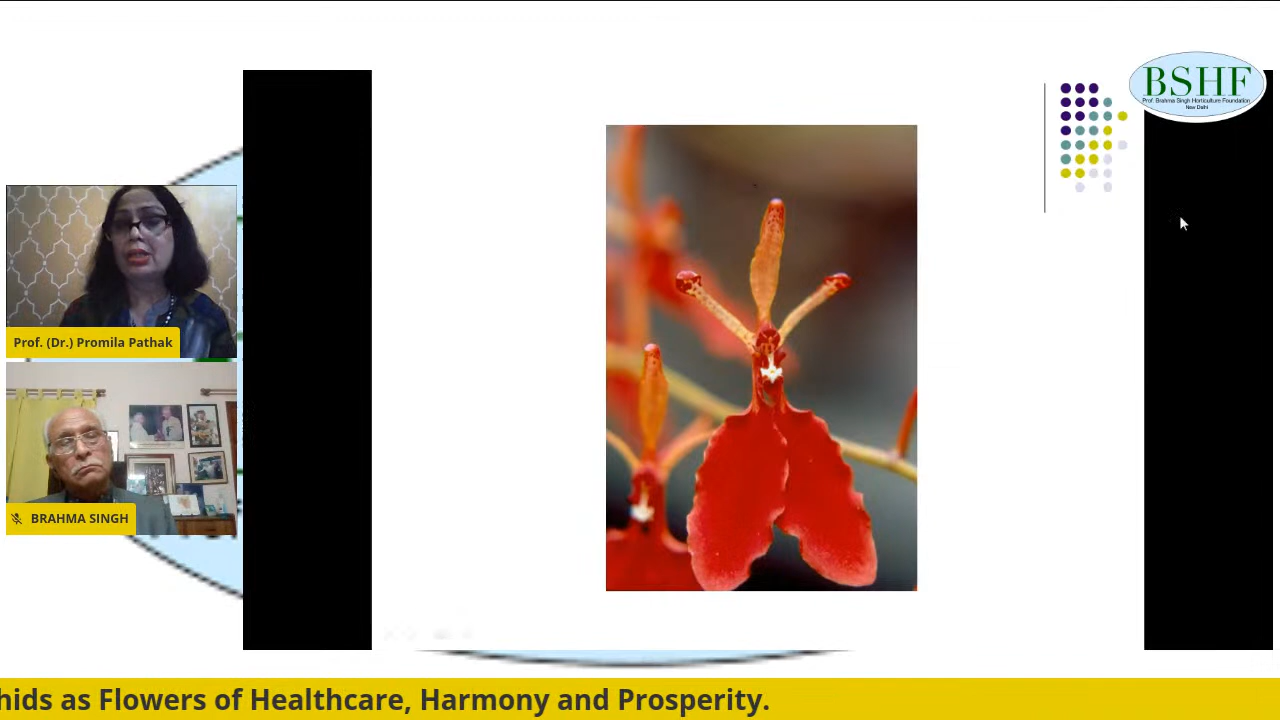 BSHF
Prof. Brahma Singh Horticulture Foundation
New Delhi
Prof. (Dr.) Promila Pathak
BRAHMA SINGH
hids as Flowers of Healthcare, Harmony and Prosperity.